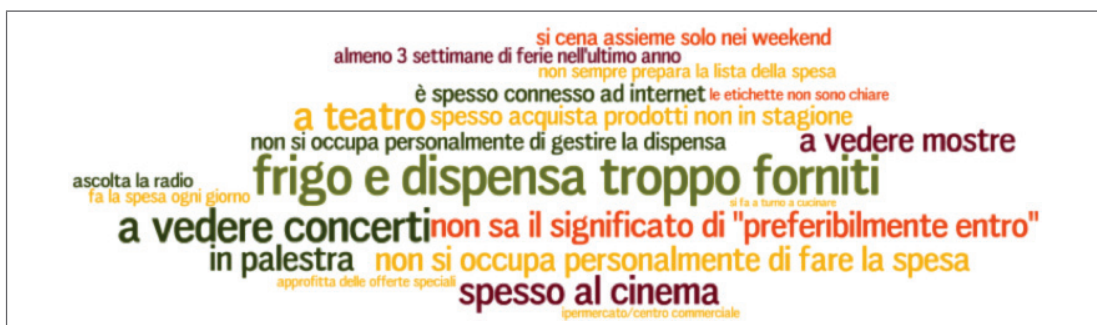 si cena assieme solo nei weekend
almeno 3 settimane di ferie nell'ultimo anno
non sempre prepara la lista della spesa
è spesso connesso ad internet
le etichette non sono chiare
a teatro
spesso acquista prodotti non in stagione
non si occupa personalmente di gestire la dispensa
a vedere mostre
frigo e dispensa troppo forniti
ascolta la radio
fa la spesa ogni giorno
si fa a turno a cucinare
a vedere concerti
non sa il significato di "preferibilmente entro"
in palestra
non si occupa personalmente di fare la spesa
approfitta delle offerte speciali
spesso al cinema
ipermercato/centro commerciale